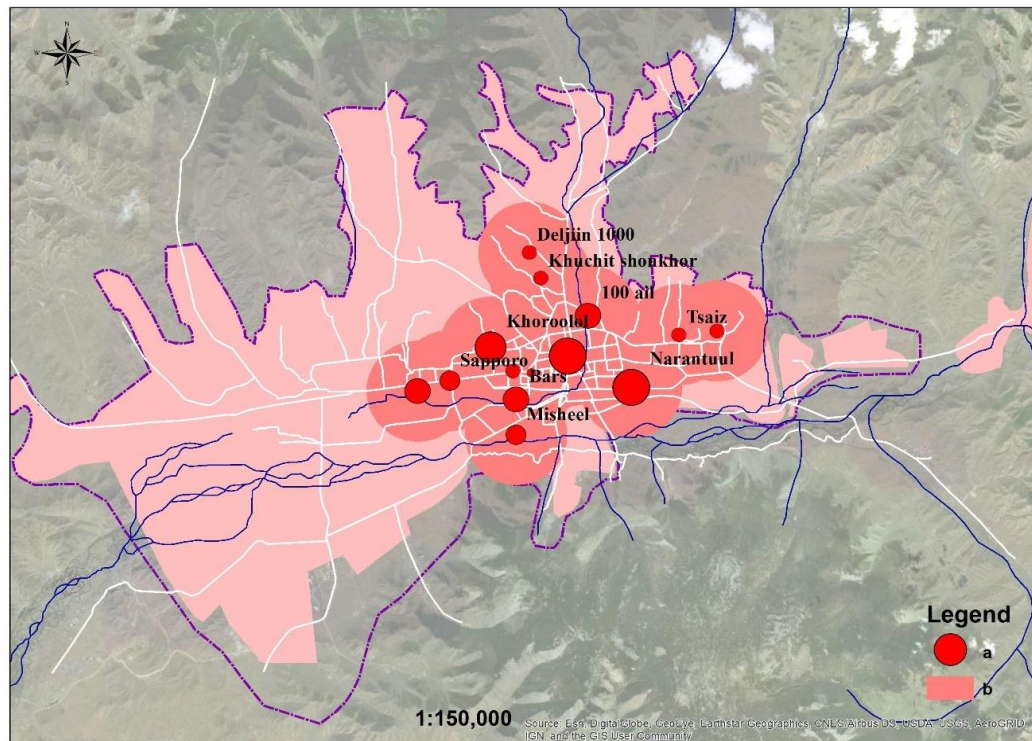 N
W E
S
Deljiin 1000
Khuchit shonkhor
100 ail
Khoroolol
Tsaiz
Sapporo
Narantuul
Bars
Misheel
Legend
a
b
1:150,000
Source: Esri, DigitalGlobe, GeoEye, Earthstar Geographics, CNES/Airbus DS, USDA, USGS, AeroGRID,
IGN, and the GIS User Community